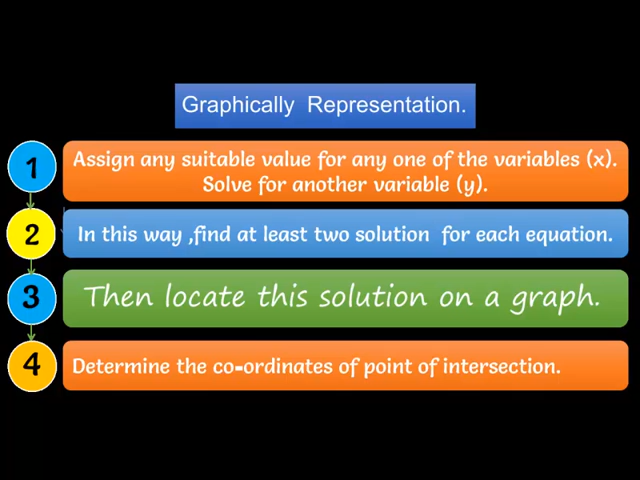 Graphically Representation.
1
Assign any suitable value for any one of the variables (x).
Solve for another variable (y).
2
In this way ,find at least two solution for each equation.
3
Then locate this solution on a graph.
4
Determine the co-ordinates of point of intersection.